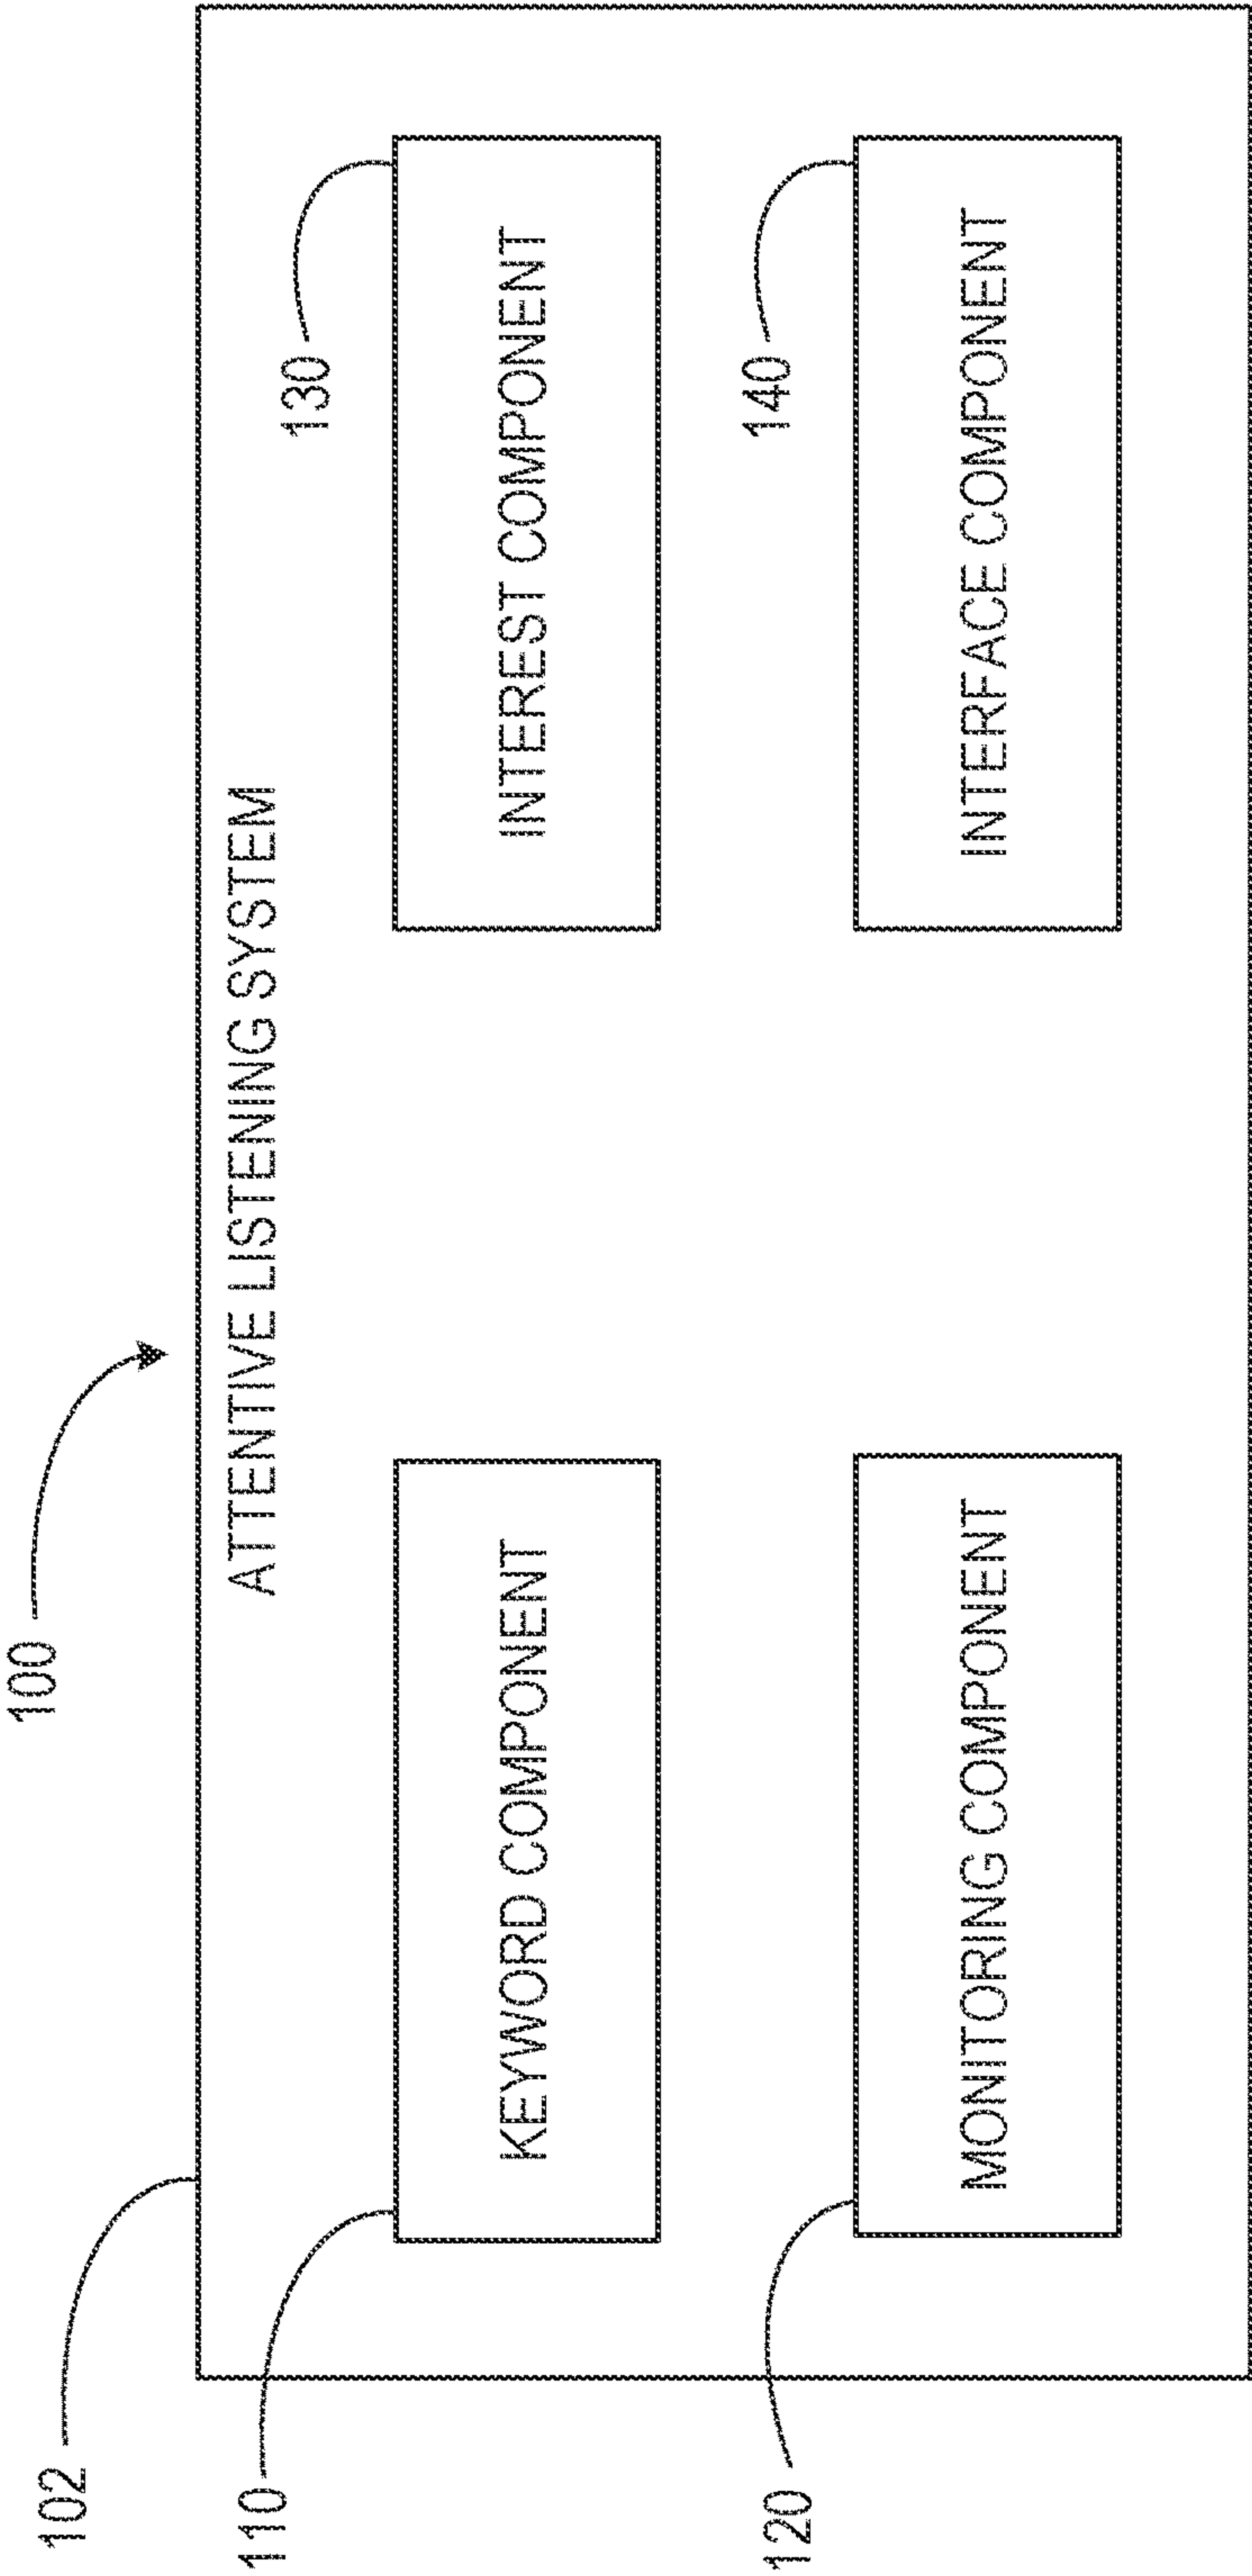 100
102
ATTENTIVE LISTENING SYSTEM
110
KEYWORD COMPONENT
130
INTEREST COMPONENT
120
MONITORING COMPONENT
140
INTERFACE COMPONENT